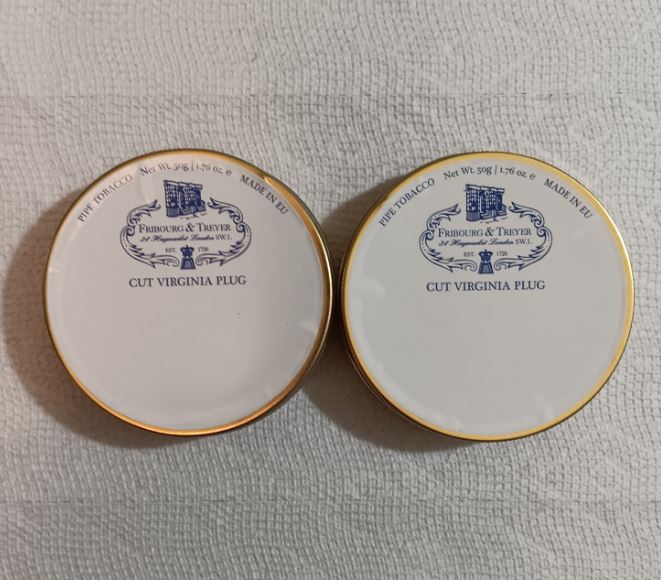 PIPE TOBACCO Net Wt. 50g | 1.76 oz. e MADE IN EU
FRIBOURG & TREYER
34 Haymarket London SW.1.
EST. 1720
CUT VIRGINIA PLUG
PIPE TOBACCO Net Wt. 50g | 1.76 oz. e MADE IN EU
FRIBOURG & TREYER
34 Haymarket London SW.1.
EST. 1720
CUT VIRGINIA PLUG